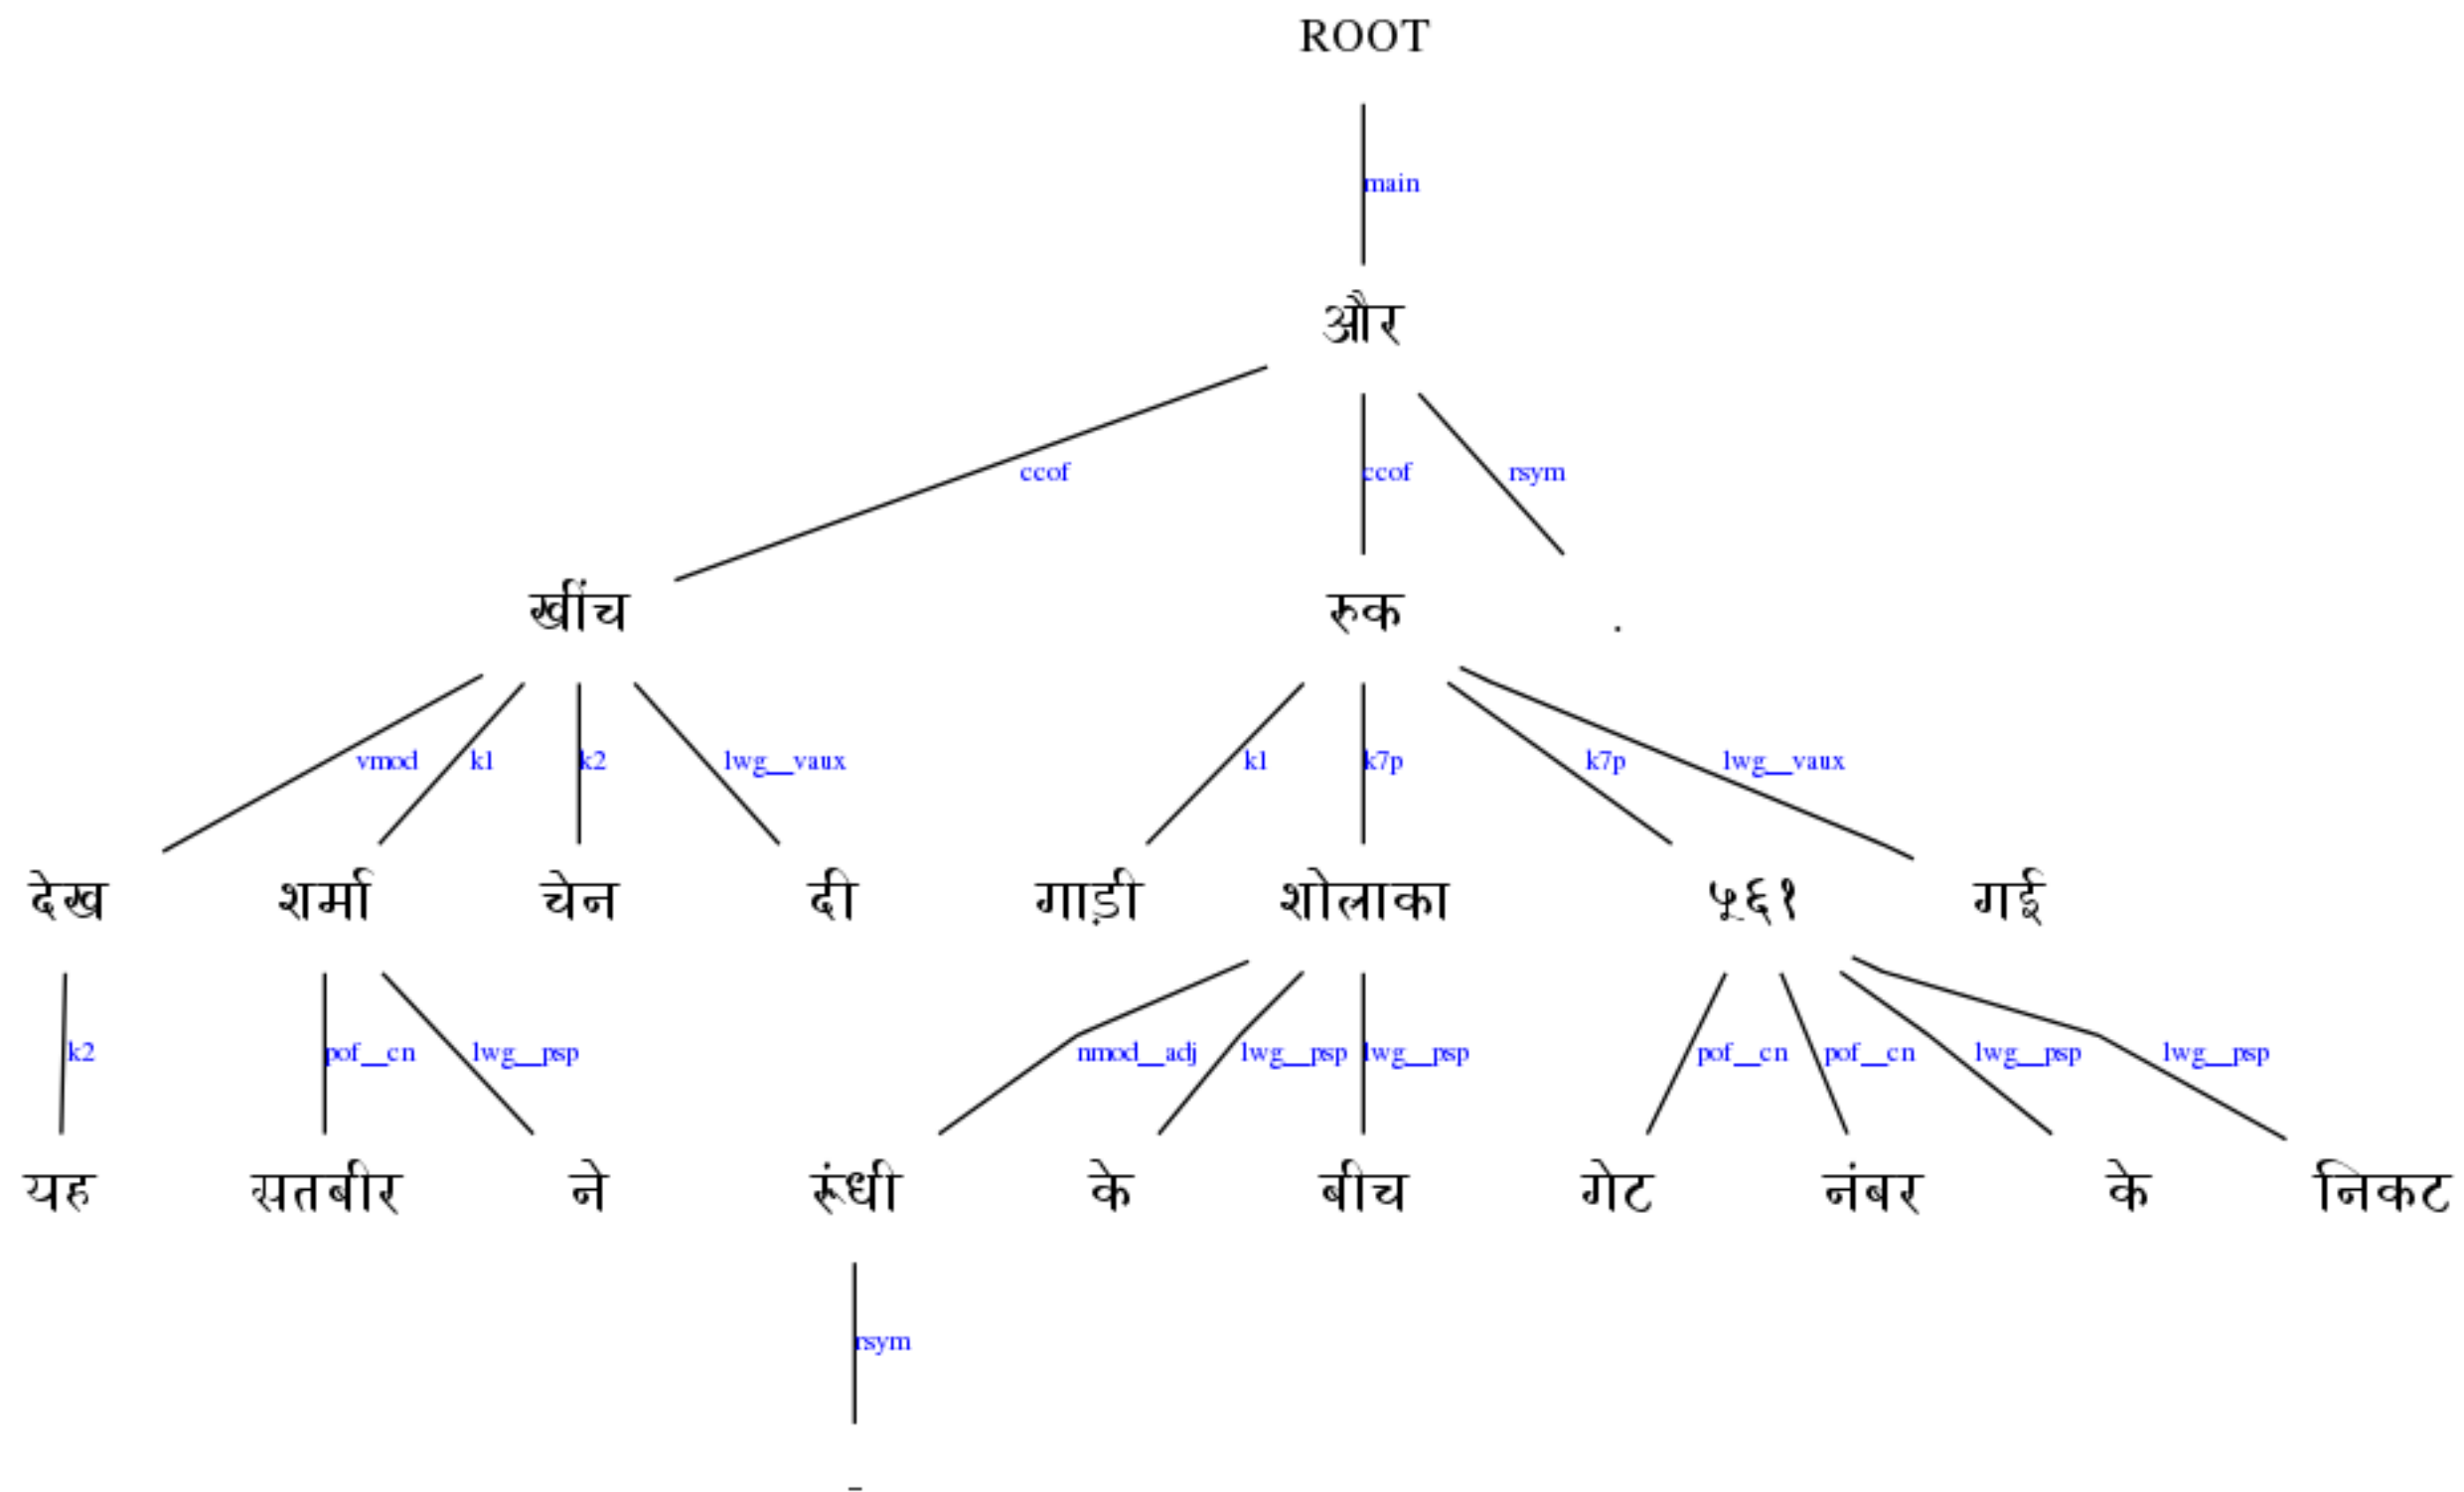 ROOT
main
और
ccof ccof rsym
खींच रुक .
vmod k1 k2 lwg__vaux k1 k7p k7p lwg__vaux
देख शर्मा चेन दी गाड़ी शोलाका ५६१ गई
k2 pof__cn lwg__psp nmod__adj lwg__psp lwg__psp pof__cn pof__cn lwg__psp lwg__psp
यह सतबीर ने रूंधी के बीच गेट नंबर के निकट
rsym
-